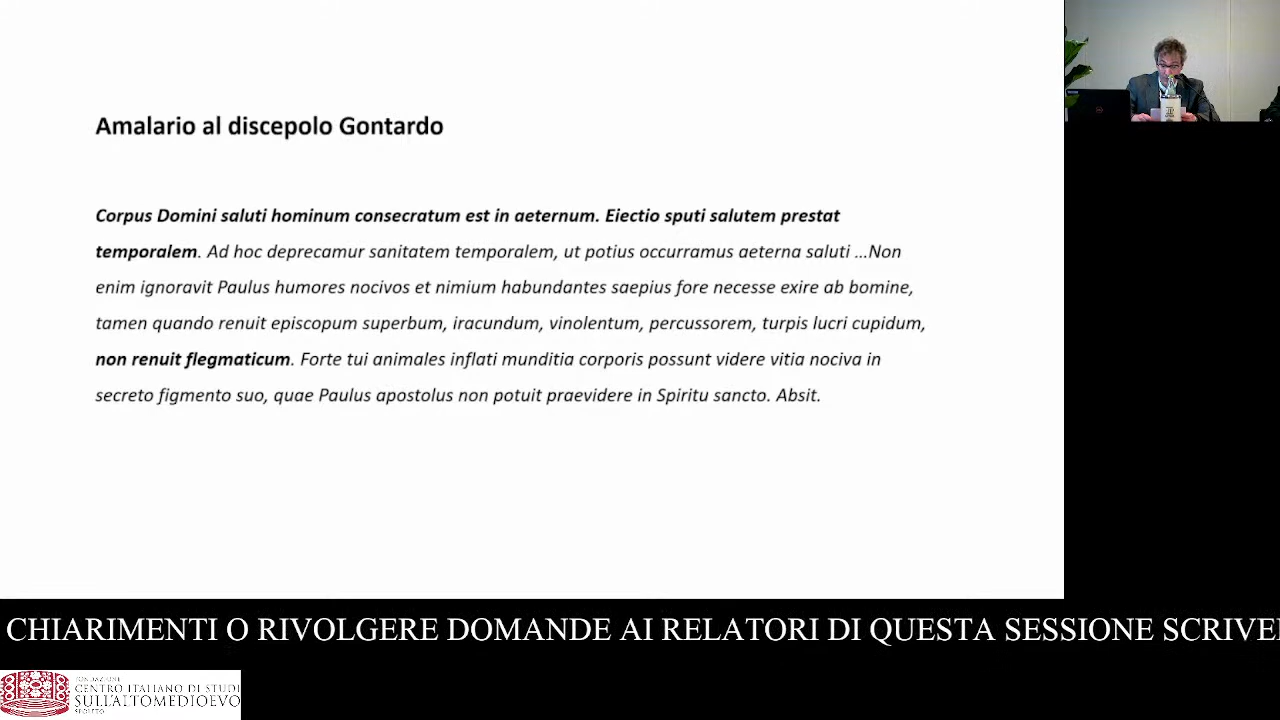 Amalario al discepolo Gontardo
Corpus Domini saluti hominum consecratum est in aeternum. Eiectio sputi salutem prestat
temporalem. Ad hoc deprecamur sanitatem temporalem, ut potius occurramus aeterna saluti ...Non
enim ignoravit Paulus humores nocivos et nimium habundantes saepius fore necesse exire ab bomine,
tamen quando renuit episcopum superbum, iracundum, vinolentum, percussorem, turpis lucri cupidum,
non renuit flegmaticum. Forte tui animales inflati munditia corporis possunt videre vitia nociva in
secreto figmento suo, quae Paulus apostolus non potuit praevidere in Spiritu sancto. Absit.
CHIARIMENTI O RIVOLGERE DOMANDE AI RELATORI DI QUESTA SESSIONE SCRIVE
FONDAZIONE
CENTRO ITALIANO DI STUDI
SULL'ALTOMEDIOEVO
SPOLETO